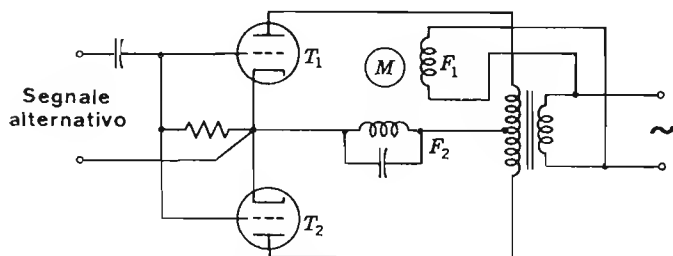 T1
M
F1
Segnale
alternativo
F2
~
T2